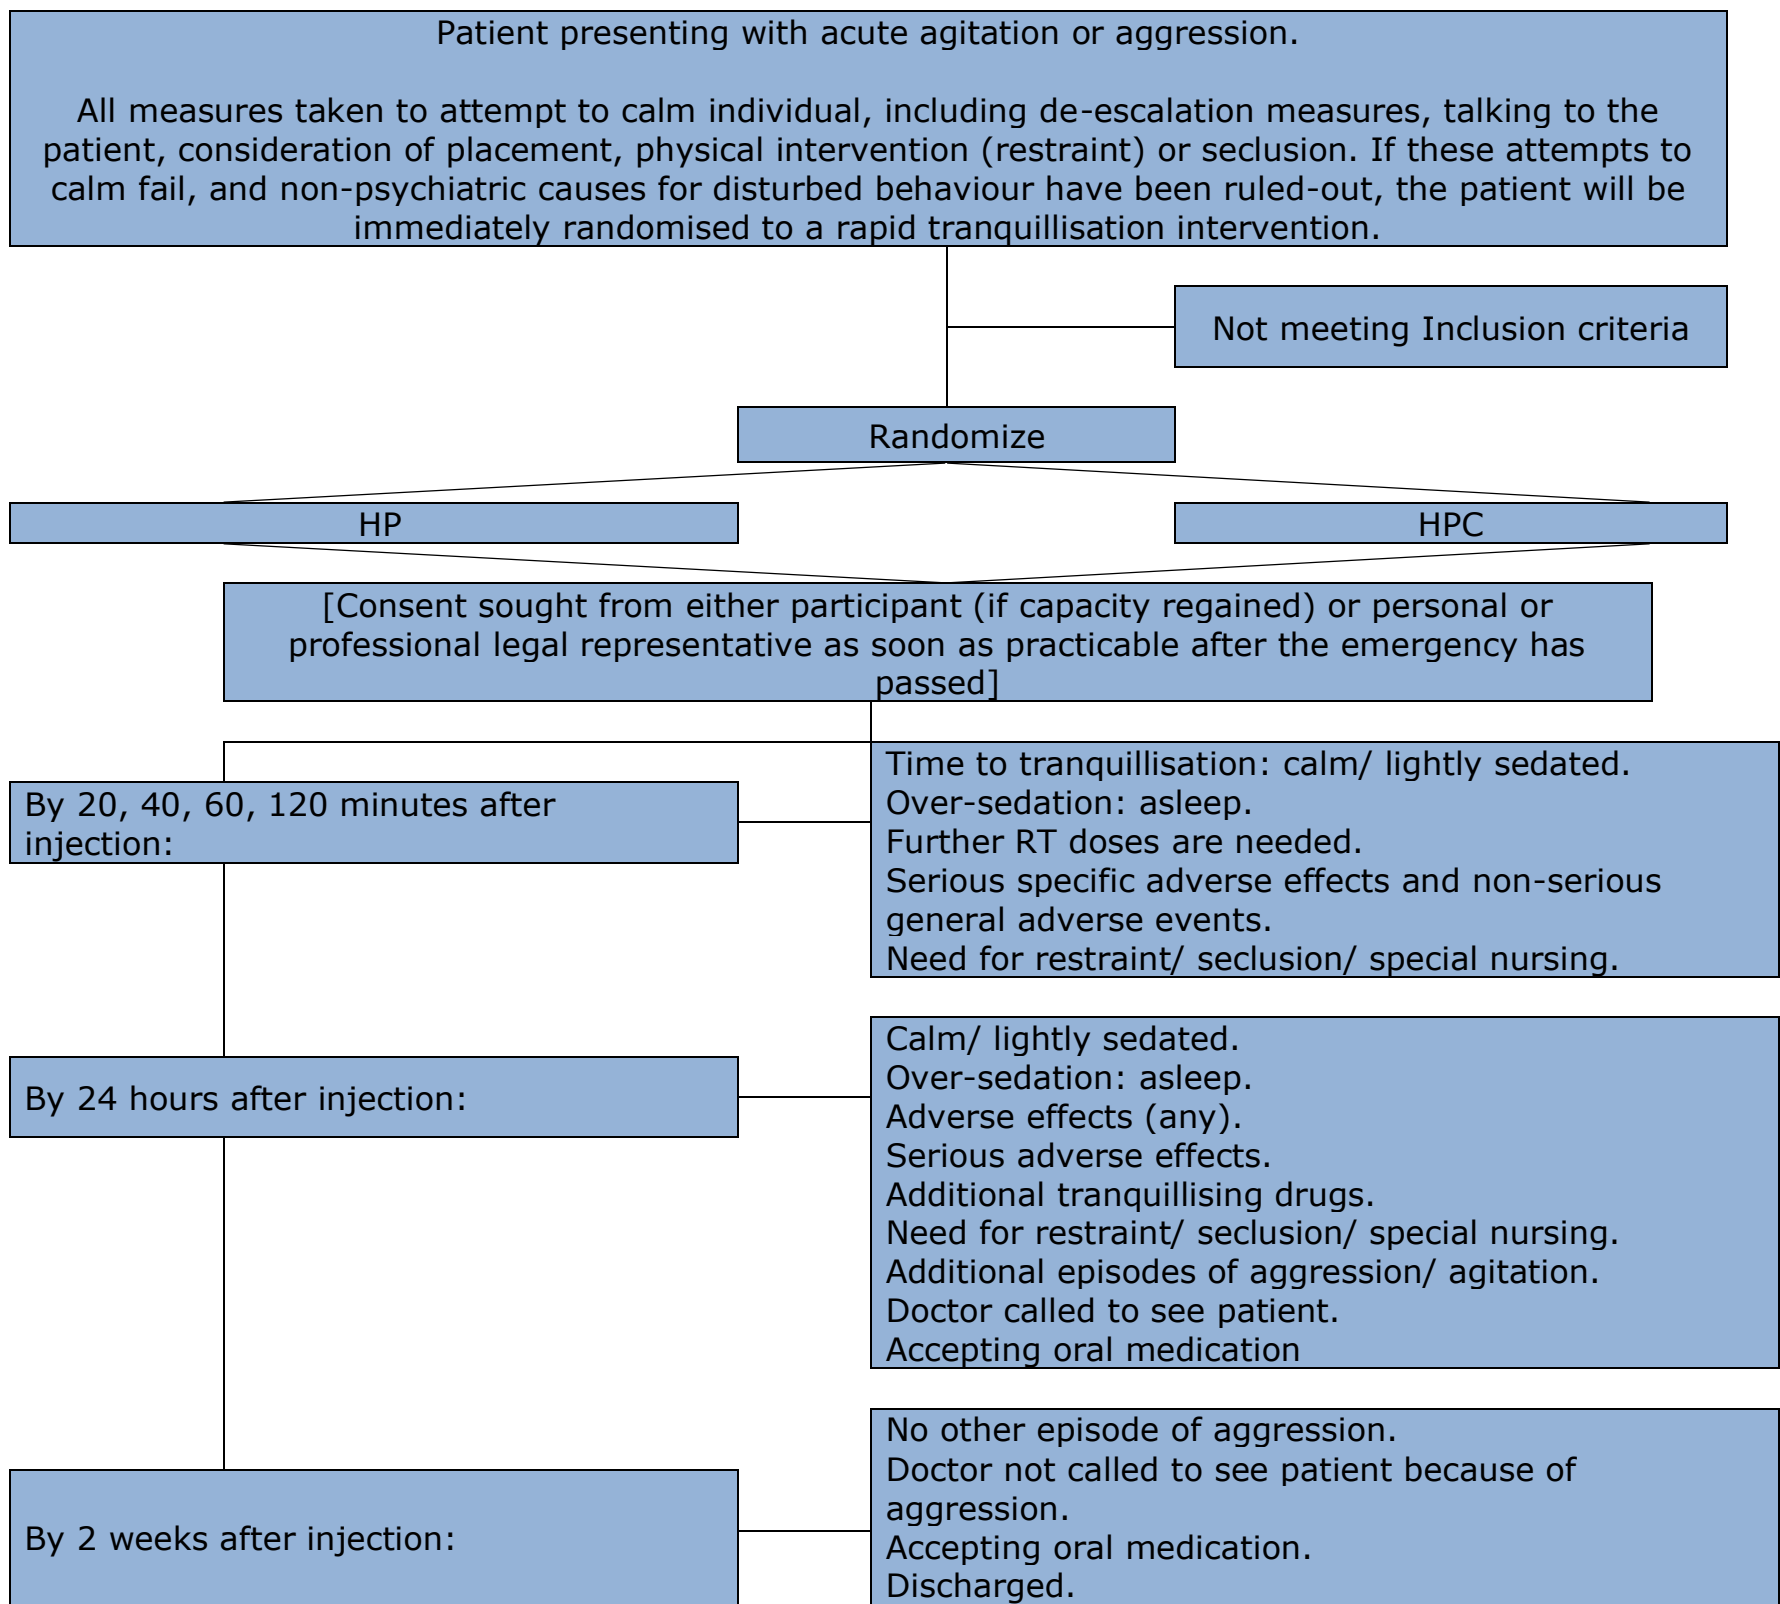 Patient presenting with acute agitation or aggression.
All measures taken to attempt to calm individual, including de-escalation measures, talking to the
patient, consideration of placement, physical intervention (restraint) or seclusion. If these attempts to
calm fail, and non-psychiatric causes for disturbed behaviour have been ruled-out, the patient will be
immediately randomised to a rapid tranquillisation intervention.
Not meeting Inclusion criteria
Randomize
HP
HPC
[Consent sought from either participant (if capacity regained) or personal or
professional legal representative as soon as practicable after the emergency has
passed]
By 20, 40, 60, 120 minutes after
injection:
Time to tranquillisation: calm/ lightly sedated.
Over-sedation: asleep.
Further RT doses are needed.
Serious specific adverse effects and non-serious
general adverse events.
Need for restraint/ seclusion/ special nursing.
By 24 hours after injection:
Calm/ lightly sedated.
Over-sedation: asleep.
Adverse effects (any).
Serious adverse effects.
Additional tranquillising drugs.
Need for restraint/ seclusion/ special nursing.
Additional episodes of aggression/ agitation.
Doctor called to see patient.
Accepting oral medication
By 2 weeks after injection:
No other episode of aggression.
Doctor not called to see patient because of
aggression.
Accepting oral medication.
Discharged.